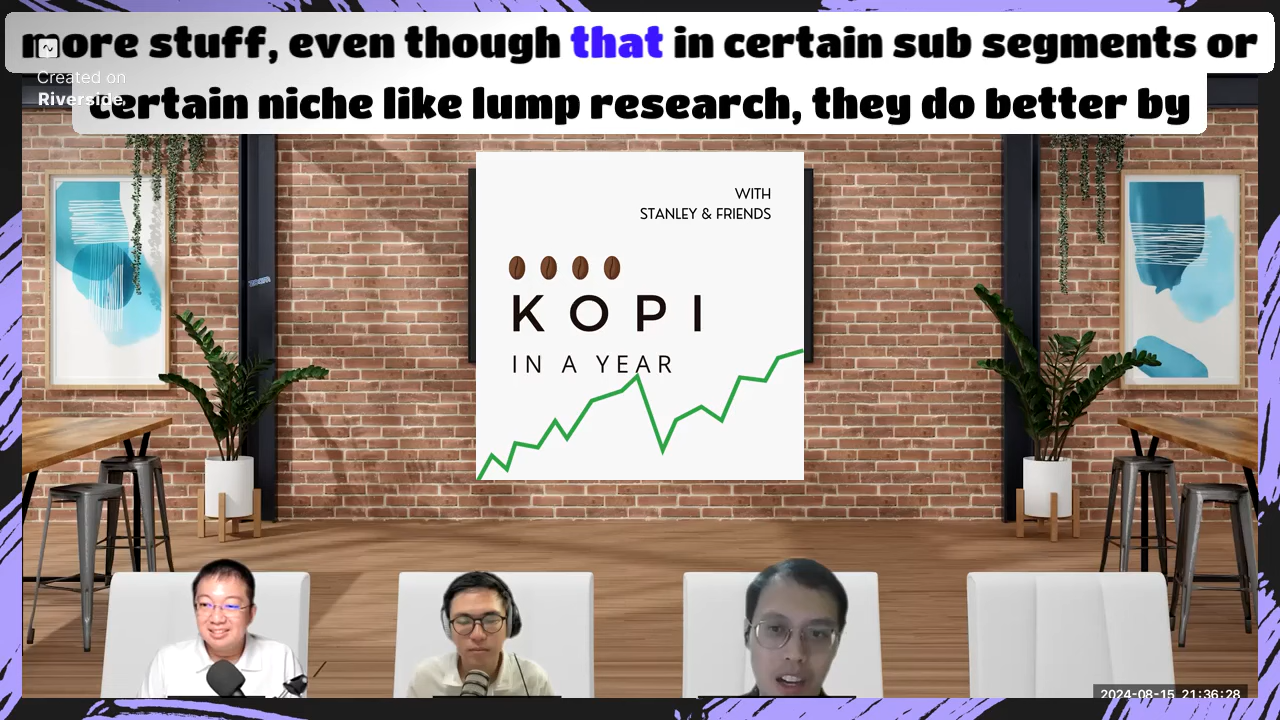 more stuff, even though that in certain sub segments or
certain niche like lump research, they do better by
Created on
Riverside
WITH
STANLEY & FRIENDS
KOPI
IN A YEAR
2024-08-15 21:36:28